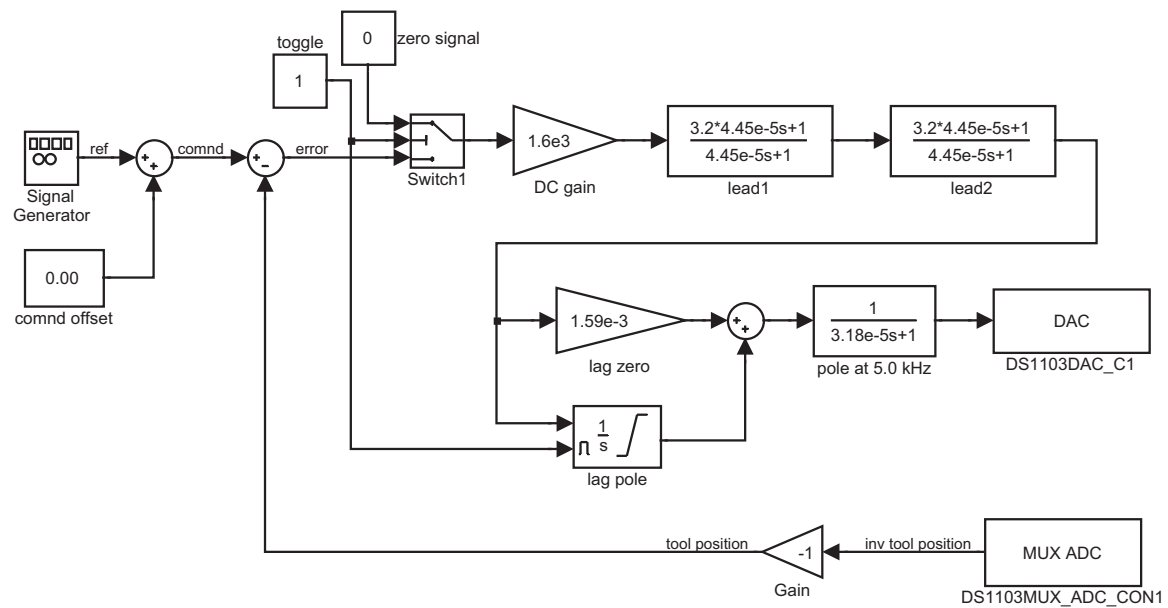 toggle
0
zero signal
1
ref
comnd
error
Signal
Generator
0.00
comnd offset
Switch1
1.6e3
DC gain
3.2*4.45e-5s+1
4.45e-5s+1
lead1
3.2*4.45e-5s+1
4.45e-5s+1
lead2
1.59e-3
lag zero
1
s
lag pole
1
3.18e-5s+1
pole at 5.0 kHz
DAC
DS1103DAC_C1
tool position
-1
Gain
inv tool position
MUX ADC
DS1103MUX_ADC_CON1